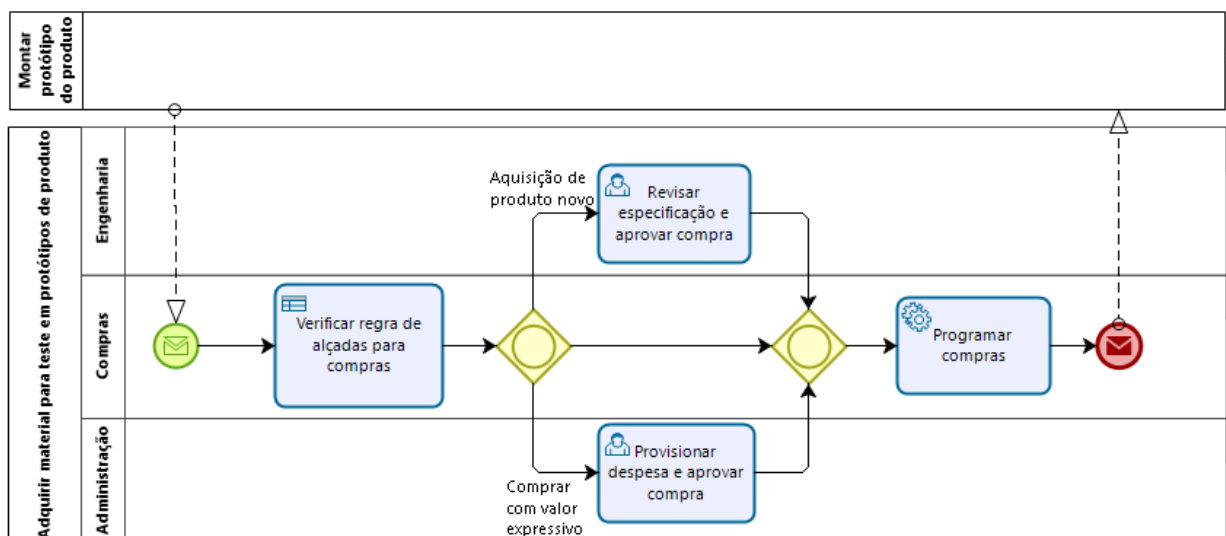 Montar
protótipo
do produto
Adquirir material para teste em protótipos de produto
Engenharia
Aquisição de
produto novo
Revisar
especificação e
aprovar compra
Compras
Verificar regra de
alçadas para
compras
Programar
compras
Administração
Comprar
com valor
expressivo
Provisionar
despesa e aprovar
compra